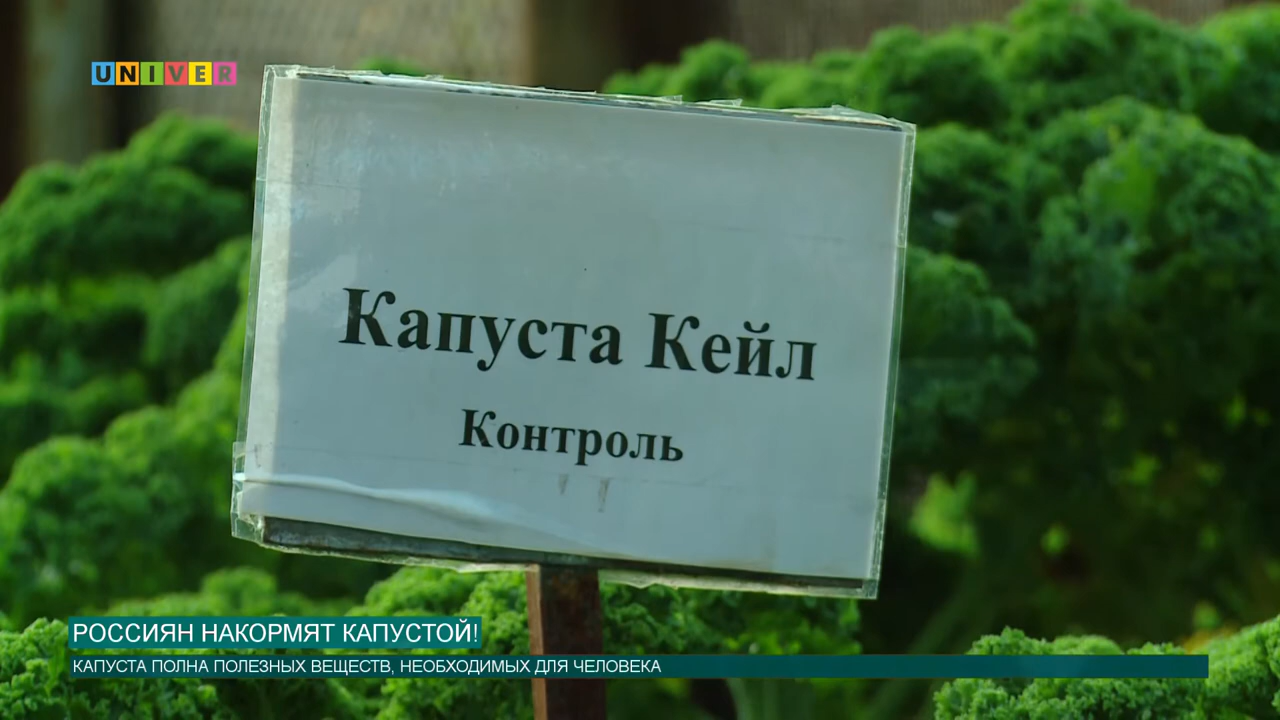 UNIVER
Капуста Кейл
Контроль
РОССИЯН НАКОРМЯТ КАПУСТОЙ!
КАПУСТА ПОЛНА ПОЛЕЗНЫХ ВЕЩЕСТВ, НЕОБХОДИМЫХ ДЛЯ ЧЕЛОВЕКА